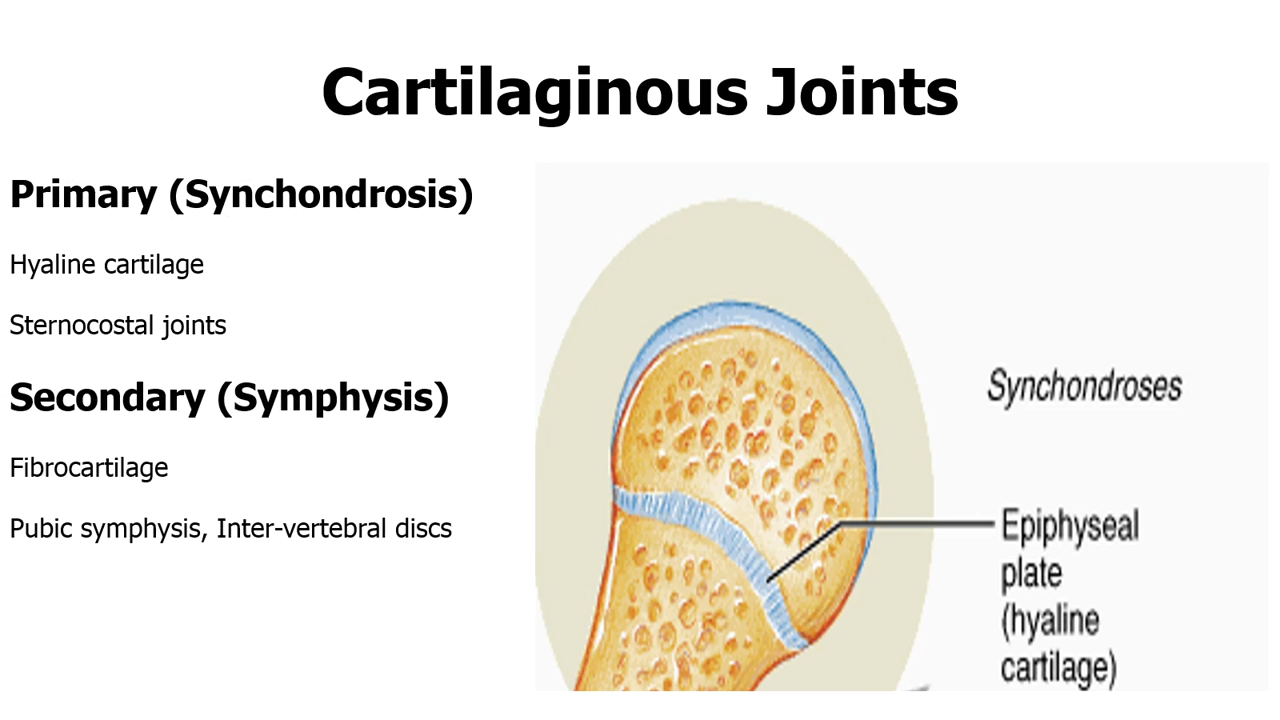 Cartilaginous Joints
Primary (Synchondrosis)
Hyaline cartilage
Sternocostal joints
Secondary (Symphysis)
Fibrocartilage
Pubic symphysis, Inter-vertebral discs
Synchondroses
Epiphyseal
plate
(hyaline
cartilage)